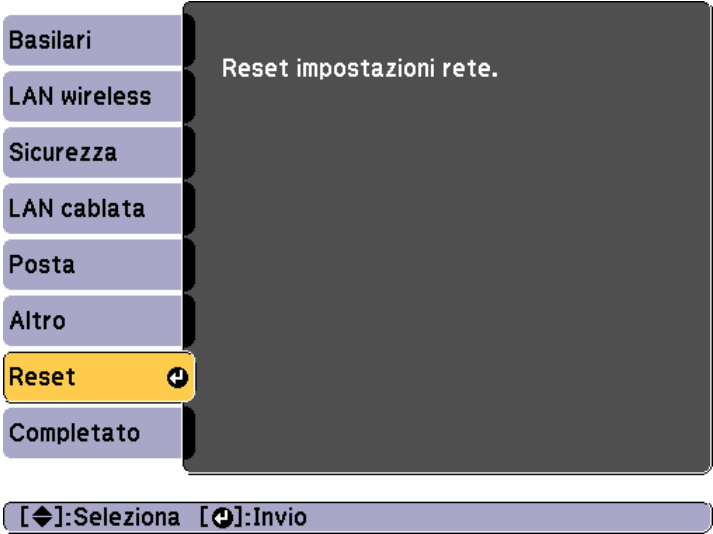 Basilari
LAN wireless
Sicurezza
LAN cablata
Posta
Altro
Reset
Completato
Reset impostazioni rete.
[◆]:Seleziona [↵]:Invio